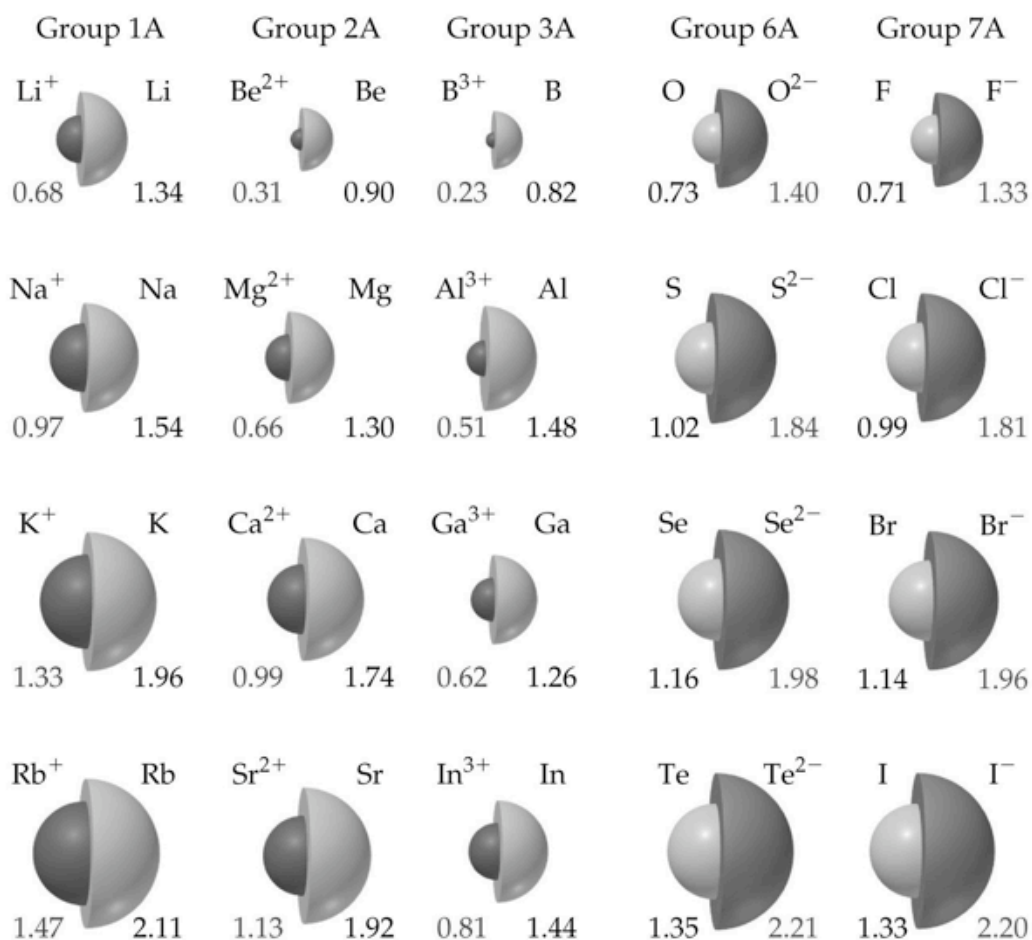 Group 1A Group 2A Group 3A Group 6A Group 7A
Li⁺ Li Be²⁺ Be B³⁺ B O O²⁻ F F⁻
0.68 1.34 0.31 0.90 0.23 0.82 0.73 1.40 0.71 1.33
Na⁺ Na Mg²⁺ Mg Al³⁺ Al S S²⁻ Cl Cl⁻
0.97 1.54 0.66 1.30 0.51 1.48 1.02 1.84 0.99 1.81
K⁺ K Ca²⁺ Ca Ga³⁺ Ga Se Se²⁻ Br Br⁻
1.33 1.96 0.99 1.74 0.62 1.26 1.16 1.98 1.14 1.96
Rb⁺ Rb Sr²⁺ Sr In³⁺ In Te Te²⁻ I I⁻
1.47 2.11 1.13 1.92 0.81 1.44 1.35 2.21 1.33 2.20